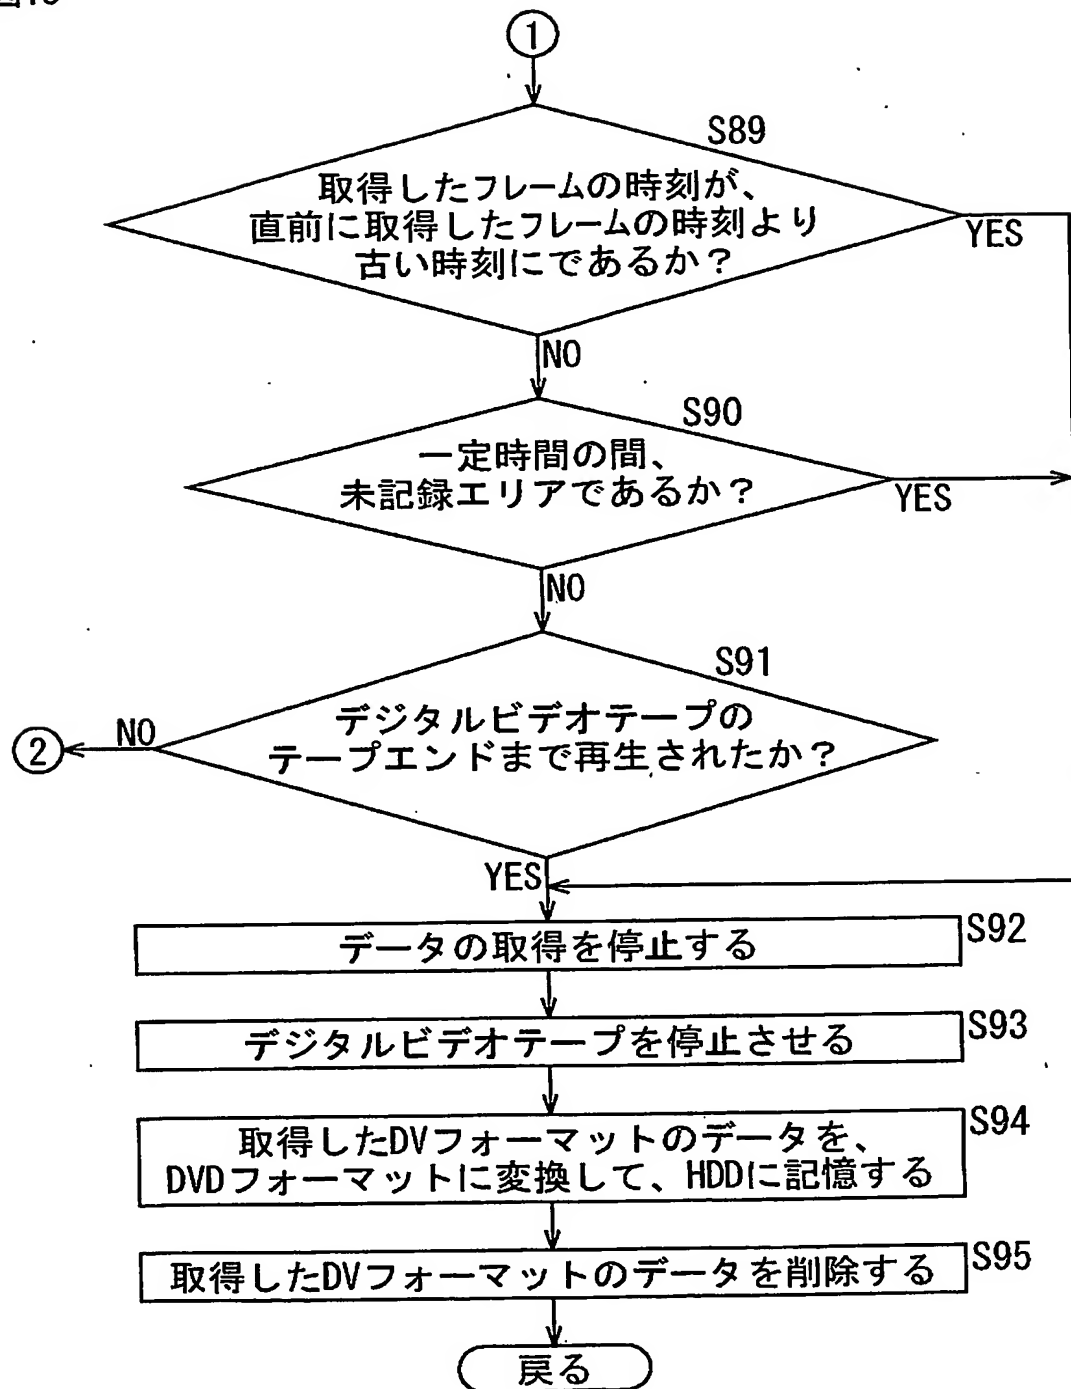 1
S89
取得したフレームの時刻が、
直前に取得したフレームの時刻より
古い時刻にであるか？
YES
NO
S90
一定時間の間、
未記録エリアであるか？
YES
NO
S91
デジタルビデオテープの
テープエンドまで再生されたか？
NO
2
YES
データの取得を停止する
S92
デジタルビデオテープを停止させる
S93
取得したDVフォーマットのデータを、
DVDフォーマットに変換して、HDDに記憶する
S94
取得したDVフォーマットのデータを削除する
S95
戻る